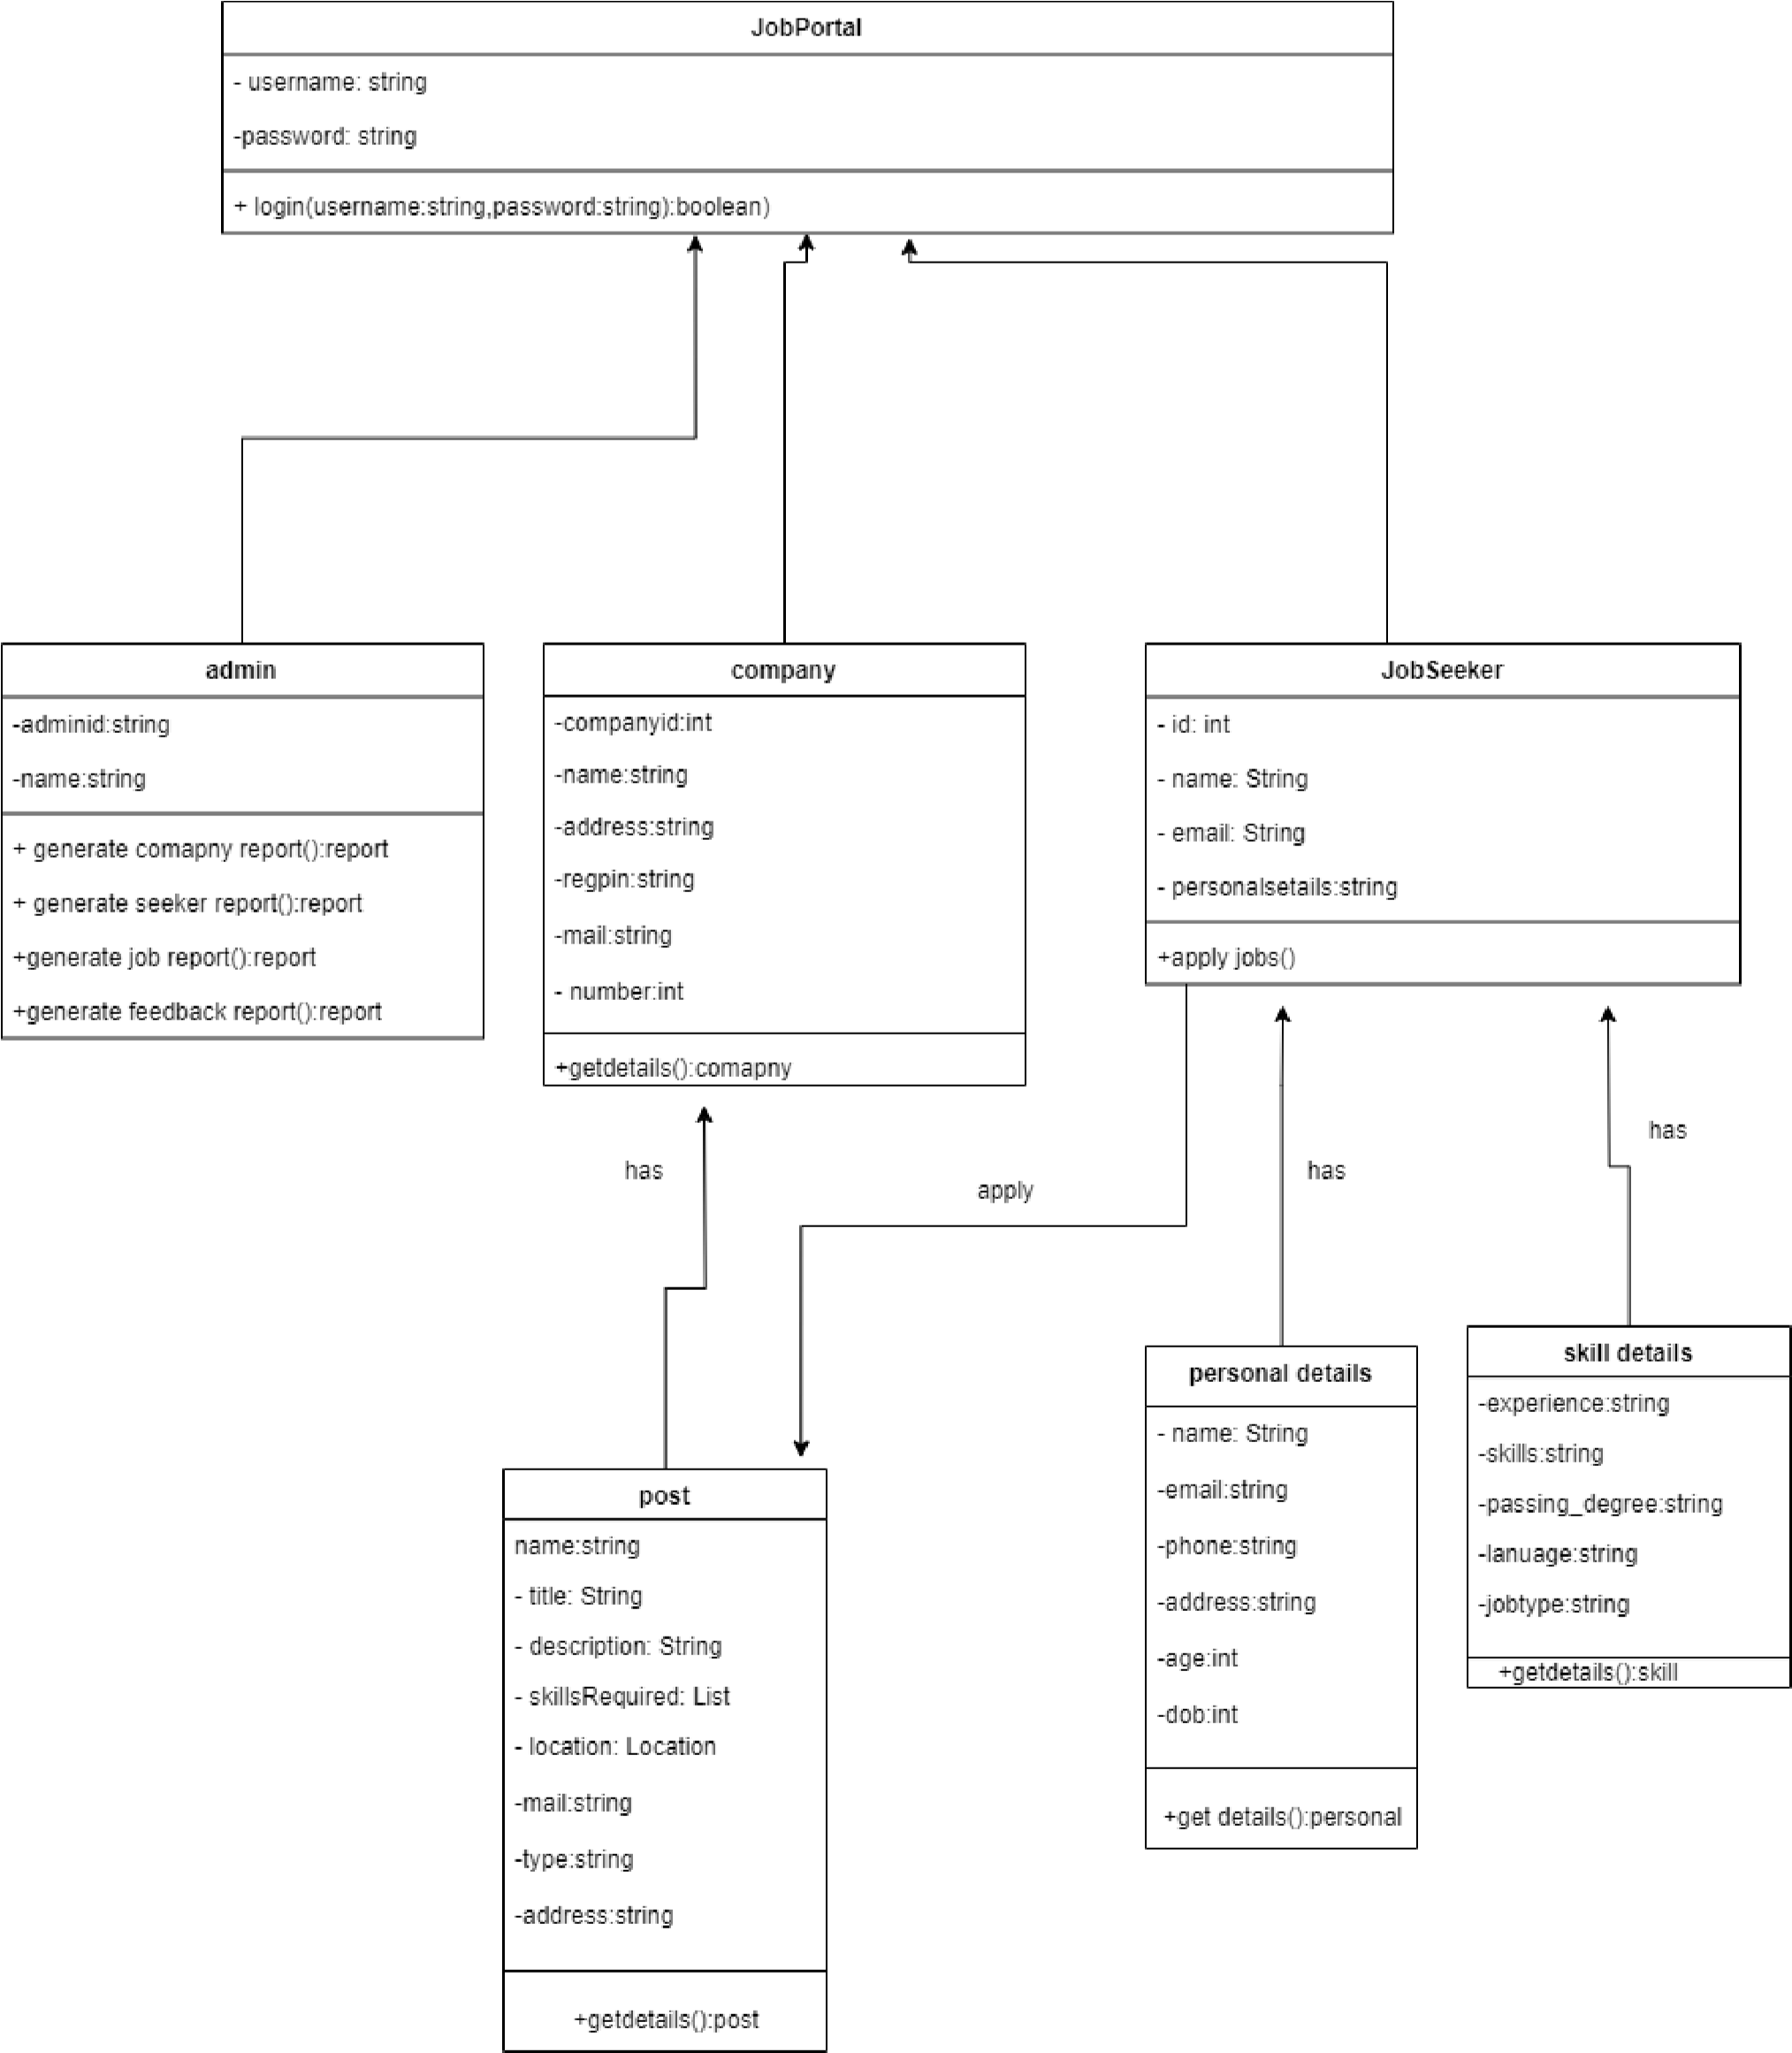 JobPortal
- username: string
-password: string
+ login(username:string,password:string):boolean)
admin
-adminid:string
-name:string
+ generate comapny report():report
+ generate seeker report():report
+generate job report():report
+generate feedback report():report
company
-companyid:int
-name:string
-address:string
-regpin:string
-mail:string
- number:int
+getdetails():comapny
JobSeeker
- id: int
- name: String
- email: String
- personalsetails:string
+apply jobs()
has
apply
has
has
post
name:string
- title: String
- description: String
- skillsRequired: List
- location: Location
-mail:string
-type:string
-address:string
+getdetails():post
personal details
- name: String
-email:string
-phone:string
-address:string
-age:int
-dob:int
+get details():personal
skill details
-experience:string
-skills:string
-passing_degree:string
-lanuage:string
-jobtype:string
+getdetails():skill